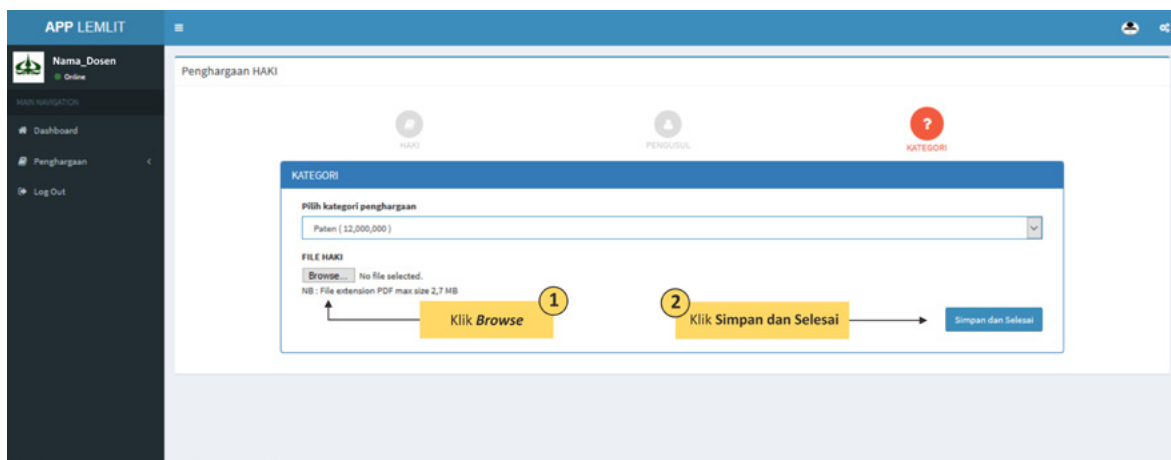 APP LEMLIT
Nama_Dosen
Online
MAIN NAVIGATION
Dashboard
Penghargaan
Log Out
Penghargaan HAKI
HAKI
PENGUSUL
?
KATEGORI
KATEGORI
Pilih kategori penghargaan
Paten ( 12,000,000 )
FILE HAKI
Browse... No file selected.
NB : File extension PDF max size 2,7 MB
1
Klik Browse
2
Klik Simpan dan Selesai
Simpan dan Selesai